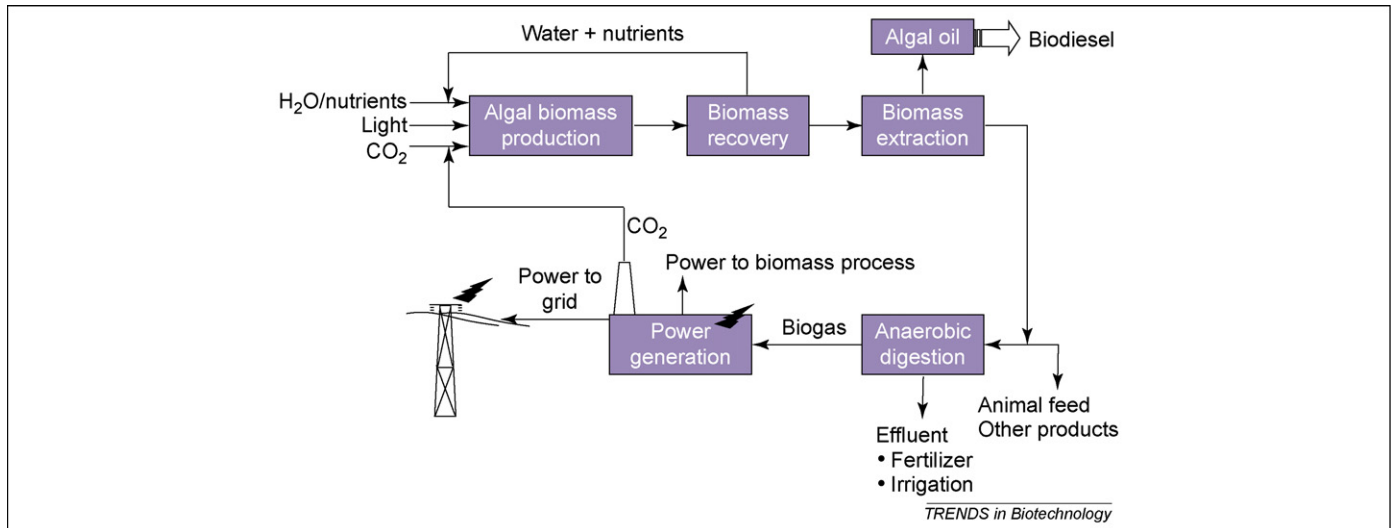 Water + nutrients
Algal oil
Biodiesel
H₂O/nutrients
Light
CO₂
Algal biomass
production
Biomass
recovery
Biomass
extraction
CO₂
Power to biomass process
Power to
grid
Power
generation
Biogas
Anaerobic
digestion
Animal feed
Other products
Effluent
• Fertilizer
• Irrigation
TRENDS in Biotechnology